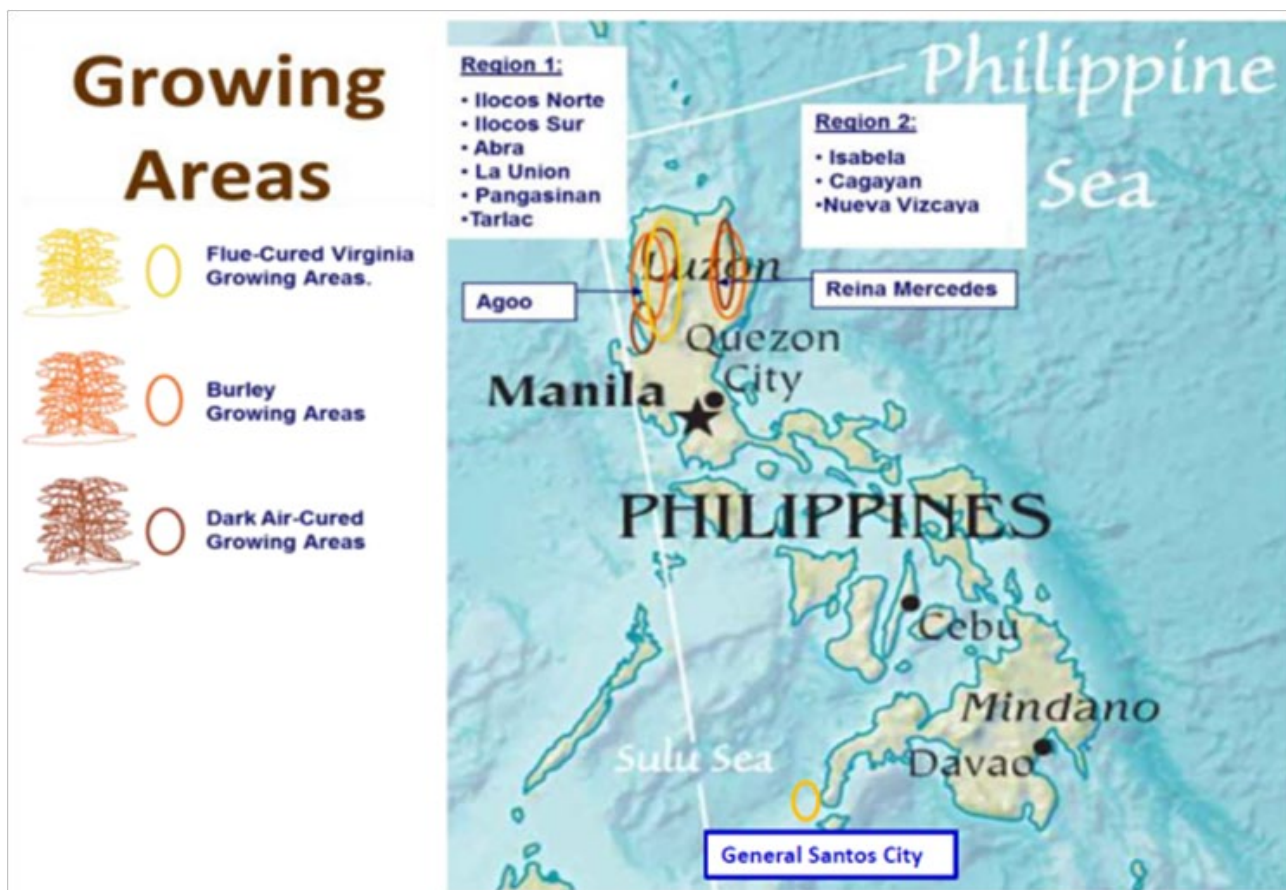 Growing
Areas
Flue-Cured Virginia
Growing Areas.
Burley
Growing Areas
Dark Air-Cured
Growing Areas
Region 1:
• Ilocos Norte
• Ilocos Sur
• Abra
• La Union
• Pangasinan
•Tarlac
Philippine
Sea
Region 2:
• Isabela
• Cagayan
•Nueva Vizcaya
Luzon
Agoo
Reina Mercedes
Quezon
City
Manila
PHILIPPINES
Cebu
Mindano
Davao
Sulu Sea
General Santos City